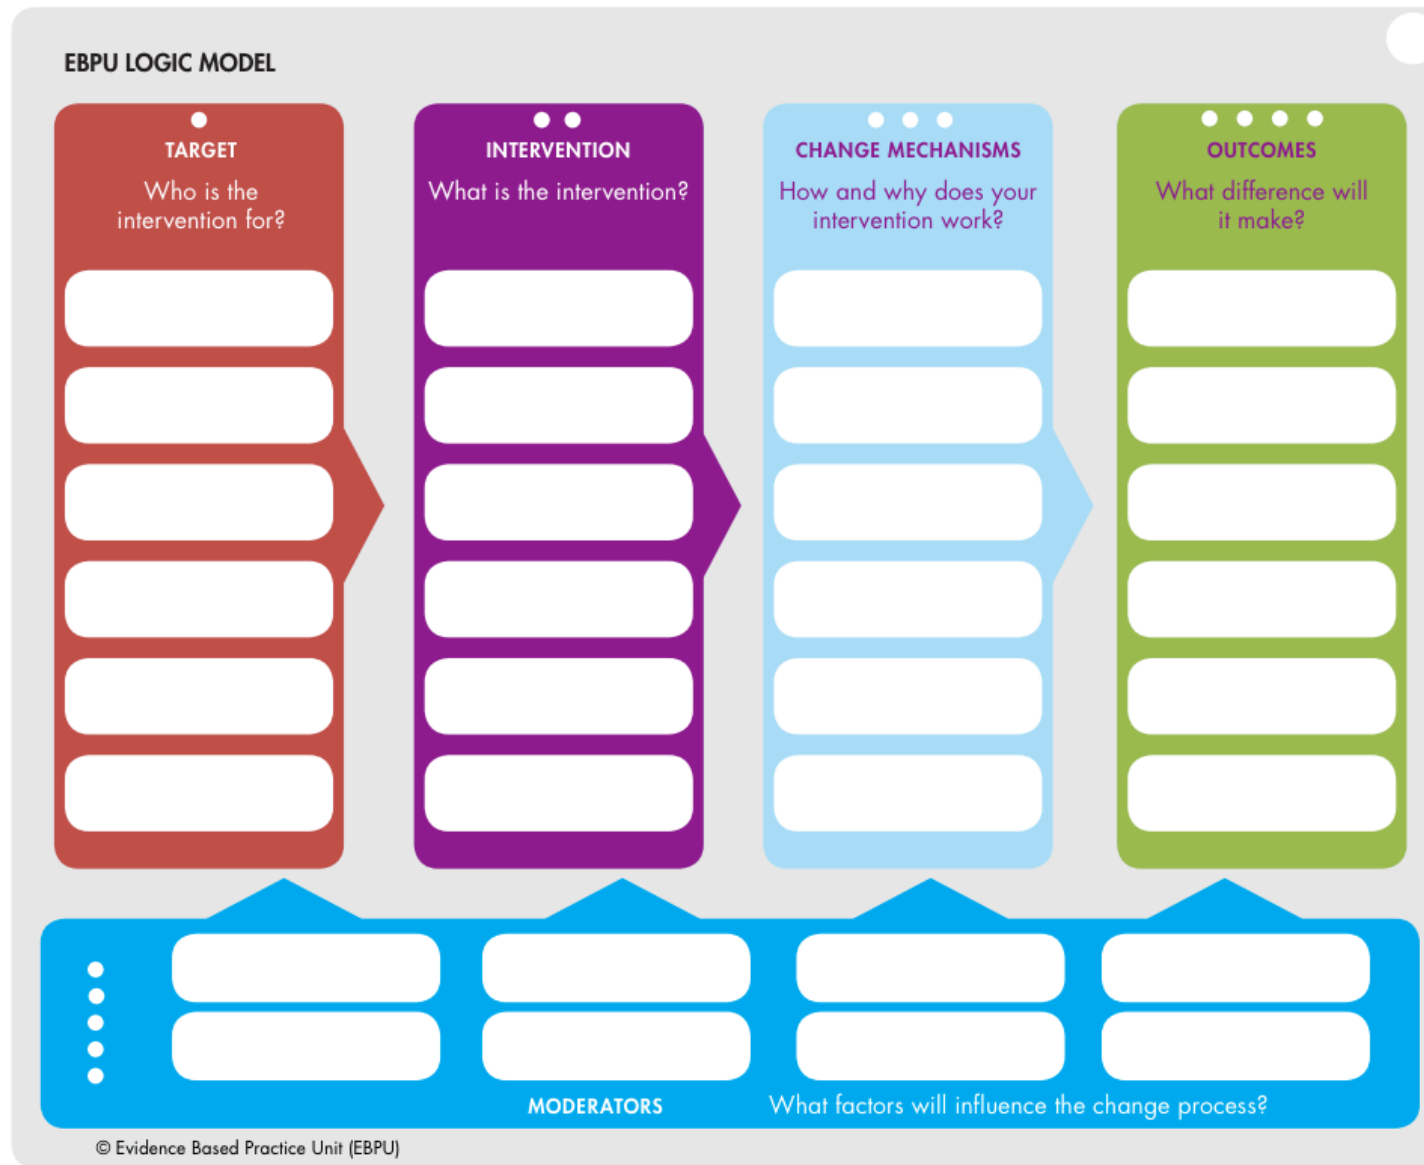 EBPU LOGIC MODEL
TARGET
Who is the
intervention for?
INTERVENTION
What is the intervention?
CHANGE MECHANISMS
How and why does your
intervention work?
OUTCOMES
What difference will
it make?
MODERATORS
What factors will influence the change process?
© Evidence Based Practice Unit (EBPU)